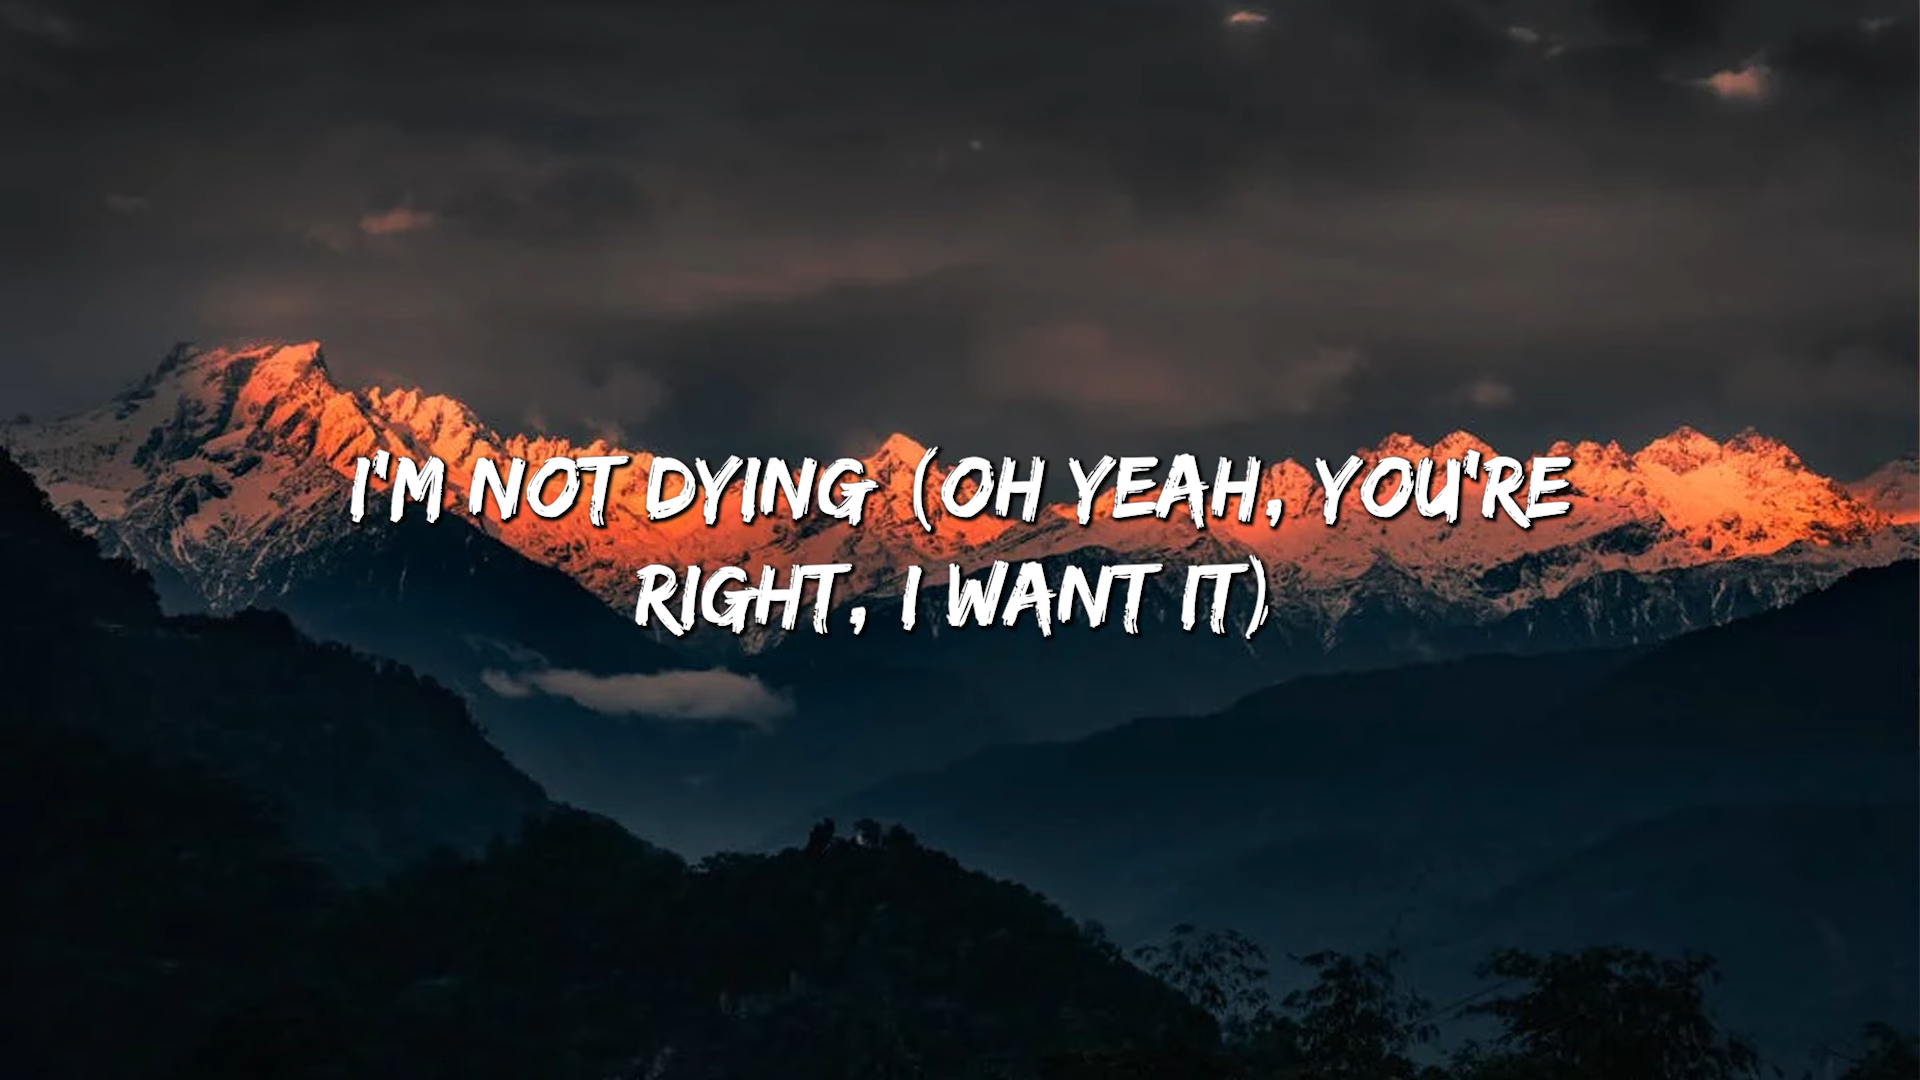 I'M NOT DYING (OH YEAH, YOU'RE
RIGHT, I WANT IT)